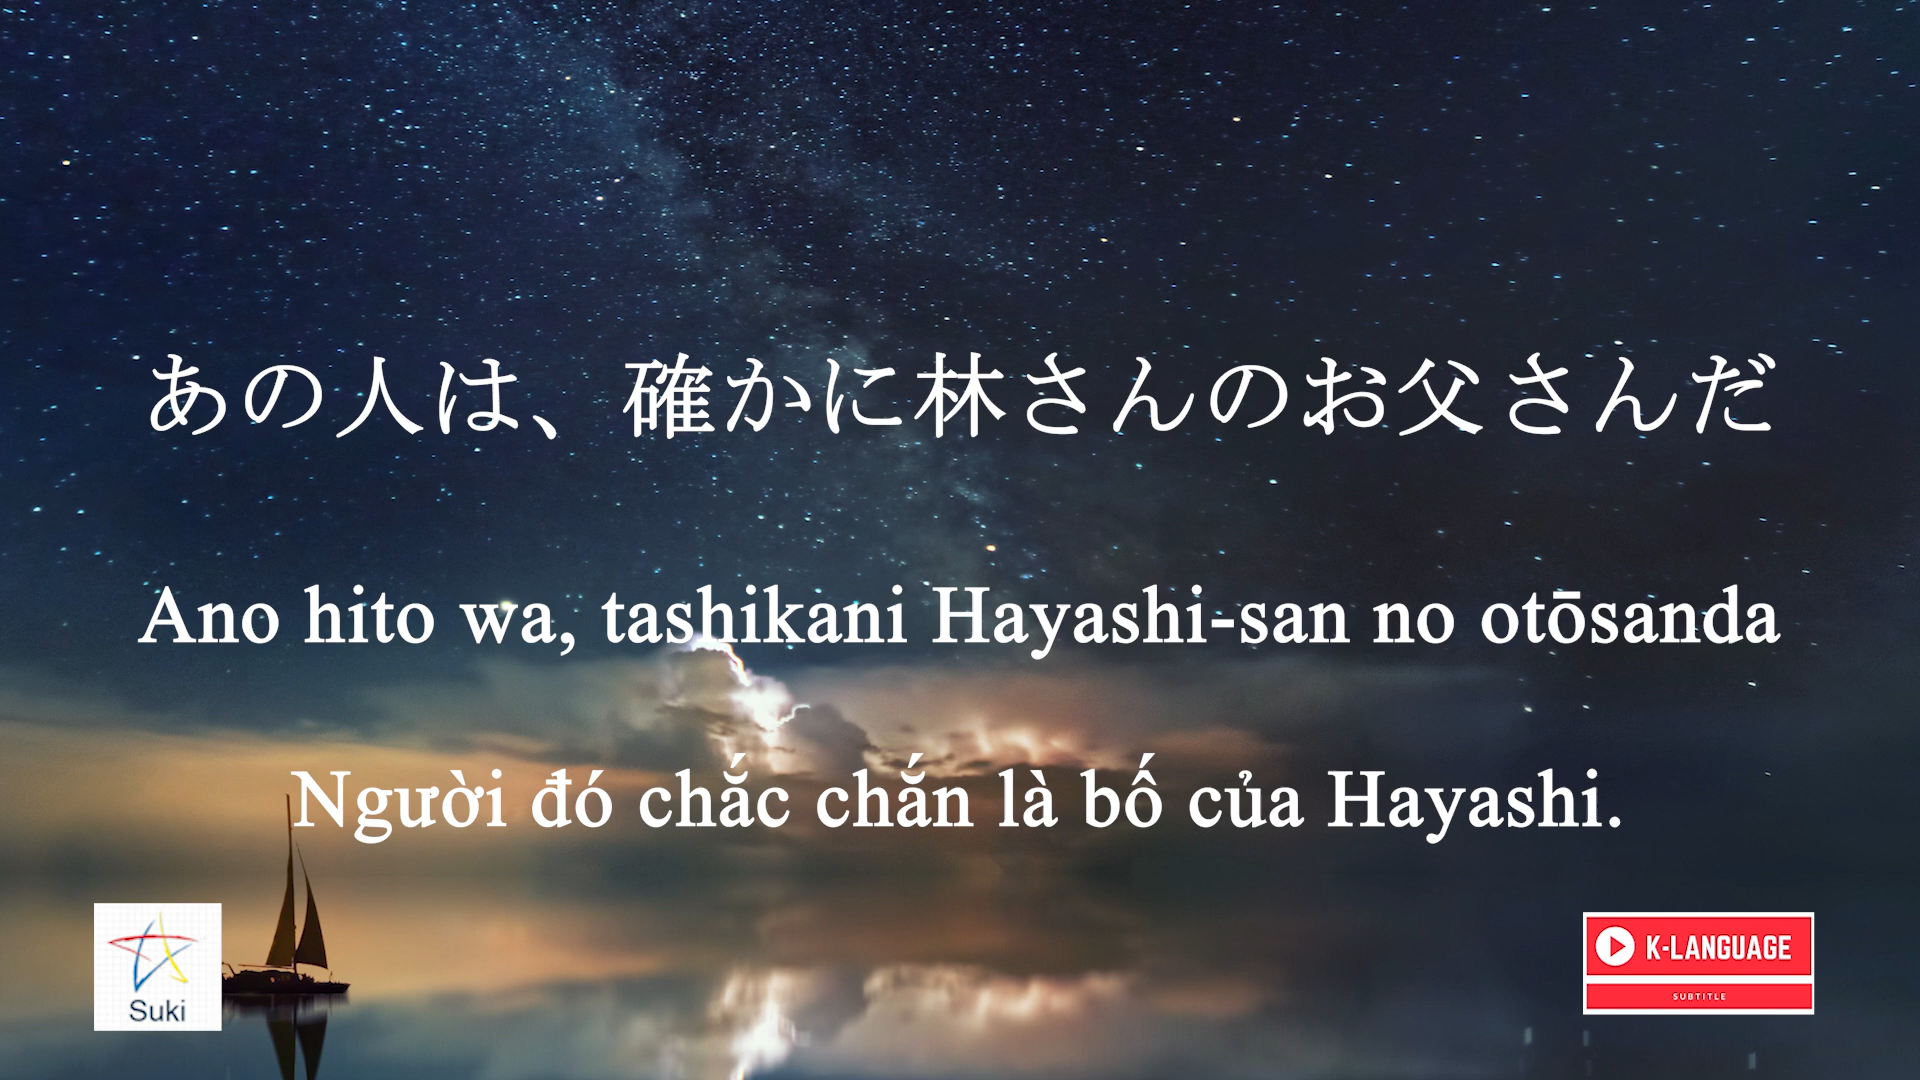 あの人は、確かに林さんのお父さんだ
Ano hito wa, tashikani Hayashi-san no otōsanda
Người đó chắc chắn là bố của Hayashi.
Suki
K-LANGUAGE
SUBTITLE